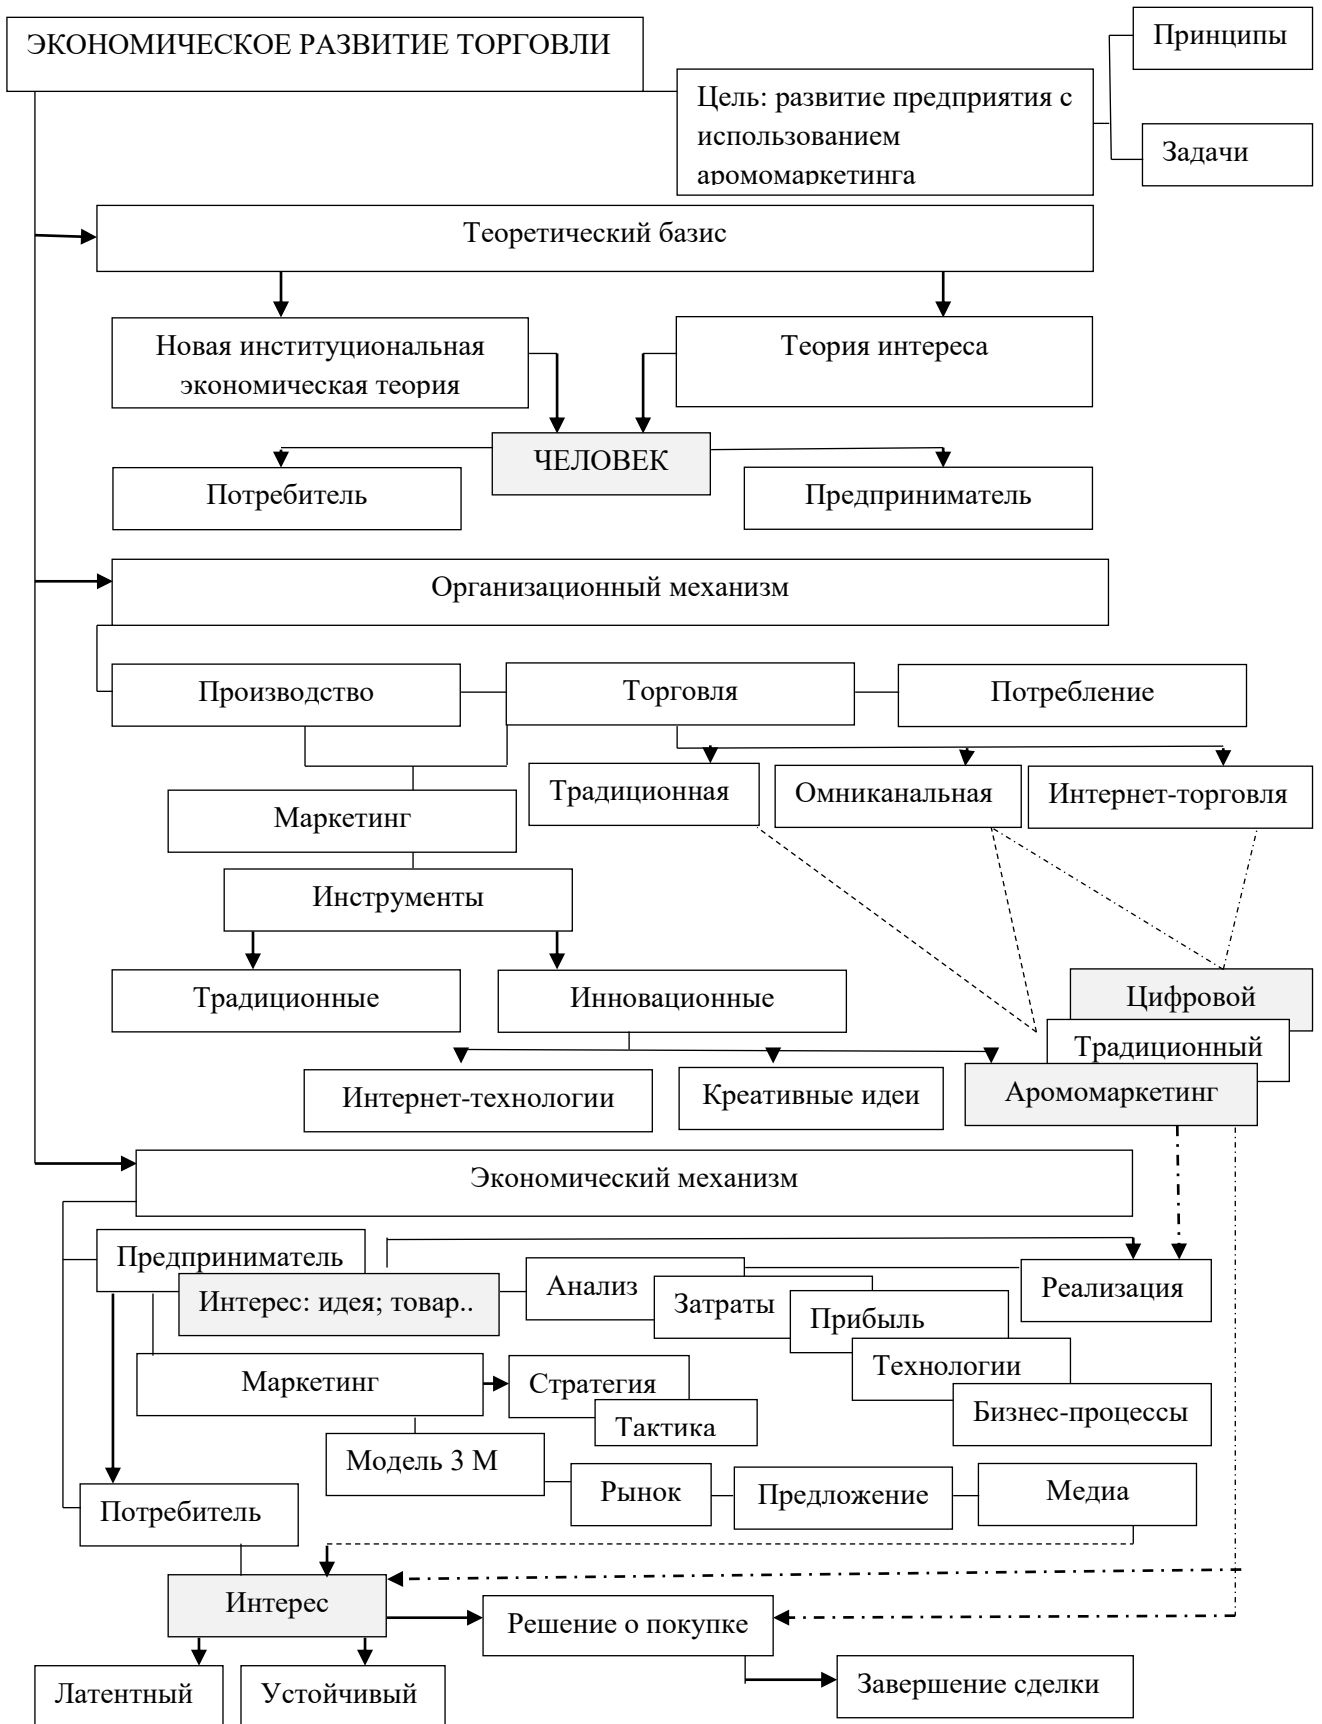 ЭКОНОМИЧЕСКОЕ РАЗВИТИЕ ТОРГОВЛИ
Принципы
Цель: развитие предприятия с
использованием
аромомаркетинга
Задачи
Теоретический базис
Новая институциональная
экономическая теория
Теория интереса
ЧЕЛОВЕК
Потребитель
Предприниматель
Организационный механизм
Производство
Торговля
Потребление
Традиционная
Омниканальная
Интернет-торговля
Маркетинг
Инструменты
Традиционные
Инновационные
Цифровой
Традиционный
Аромомаркетинг
Интернет-технологии
Креативные идеи
Экономический механизм
Предприниматель
Интерес: идея; товар..
Анализ
Затраты
Прибыль
Технологии
Бизнес-процессы
Реализация
Маркетинг
Стратегия
Тактика
Модель 3 М
Рынок
Предложение
Медиа
Потребитель
Интерес
Решение о покупке
Латентный
Устойчивый
Завершение сделки